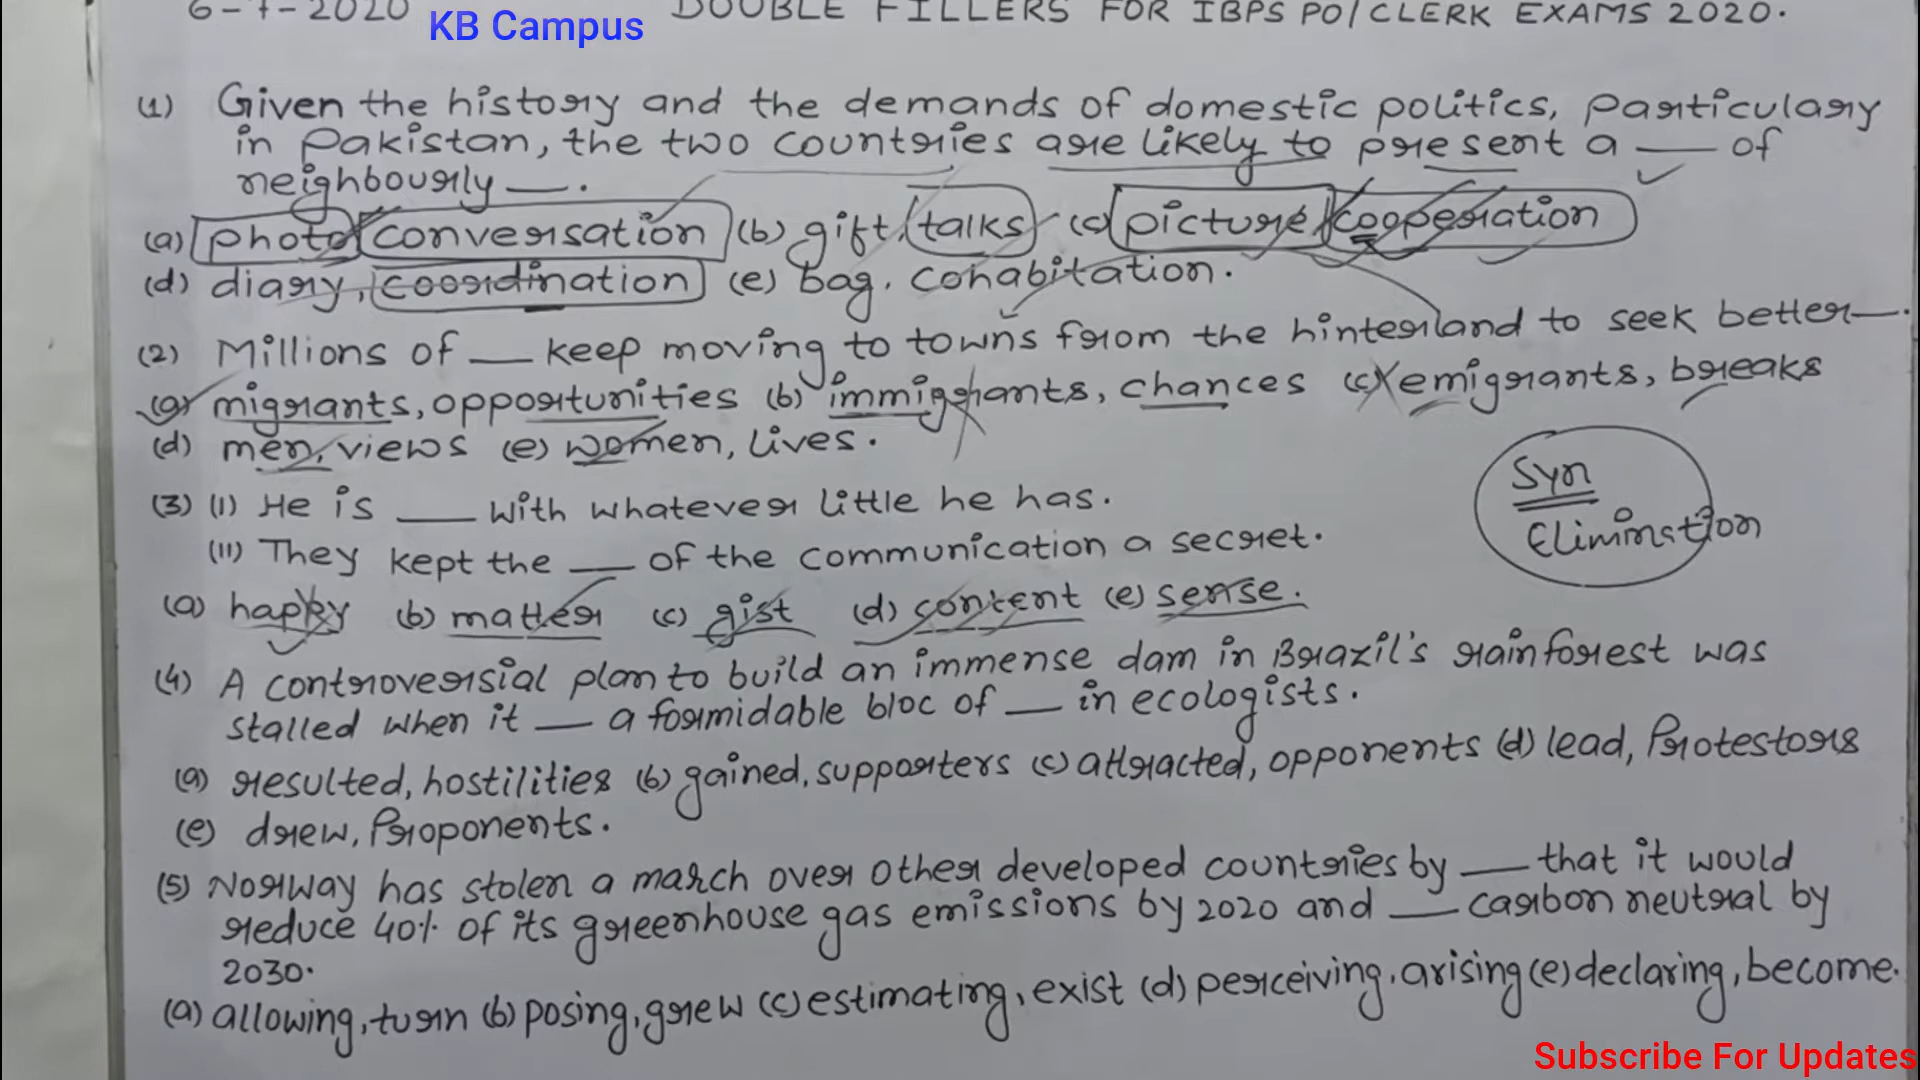 6-7-2020 KB Campus DOUBLE FILLERS FOR IBPS PO/CLERK EXAMS 2020.
(1) Given the history and the demands of domestic politics, particulary
in Pakistan, the two countries are likely to present a ___ of
neighbourly ___.
(a) photo, conversation (b) gift, talks (c) picture, cooperation
(d) diary, coordination (e) bag, cohabitation.
(2) Millions of ___ keep moving to towns from the hinterland to seek better ___.
(a) migrants, opportunities (b) immigrants, chances (c) emigrants, breaks
(d) men, views (e) women, lives.
(3) (1) He is ___ with whatever little he has.
(11) They kept the ___ of the communication a secret.
Syn
Elimination
(a) happy (b) matter (c) gist (d) content (e) sense.
(4) A controversial plan to build an immense dam in Brazil's rainforest was
stalled when it ___ a formidable bloc of ___ in ecologists.
(a) resulted, hostilities (b) gained, supporters (c) attracted, opponents (d) lead, Protestors
(e) drew, Proponents.
(5) Norway has stolen a march over other developed countries by ___ that it would
reduce 40% of its greenhouse gas emissions by 2020 and ___ carbon neutral by
2030.
(a) allowing, turn (b) posing, grew (c) estimating, exist (d) perceiving, arising (e) declaring, become.
Subscribe For Updates